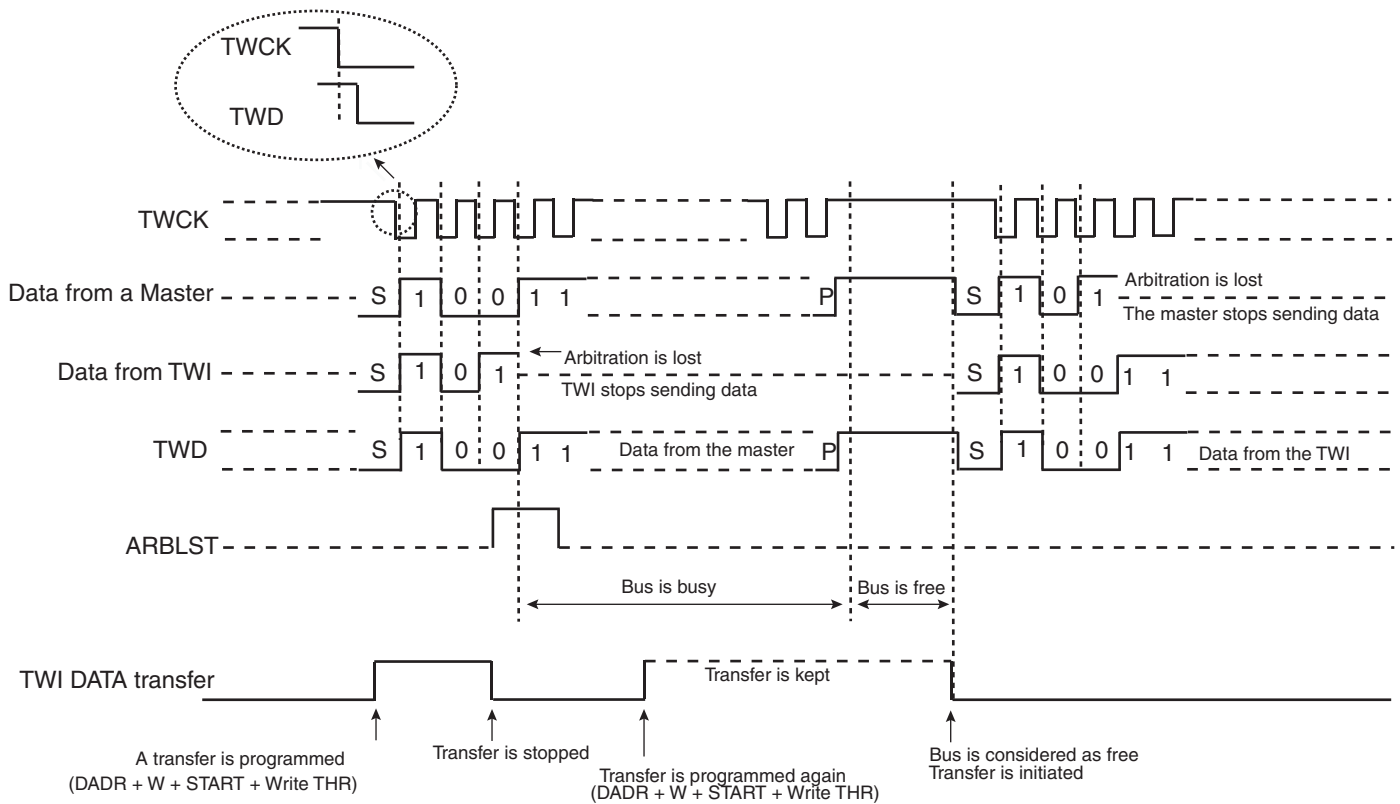 TWCK
TWD
TWCK
Data from a Master S 1 0 0 1 1 P S 1 0 1 Arbitration is lost
The master stops sending data
Data from TWI S 1 0 1 Arbitration is lost S 1 0 0 1 1
TWI stops sending data
TWD S 1 0 0 1 1 Data from the master P S 1 0 0 1 1 Data from the TWI
ARBLST
Bus is busy Bus is free
TWI DATA transfer Transfer is kept
A transfer is programmed
(DADR + W + START + Write THR)
Transfer is stopped
Transfer is programmed again
(DADR + W + START + Write THR)
Bus is considered as free
Transfer is initiated